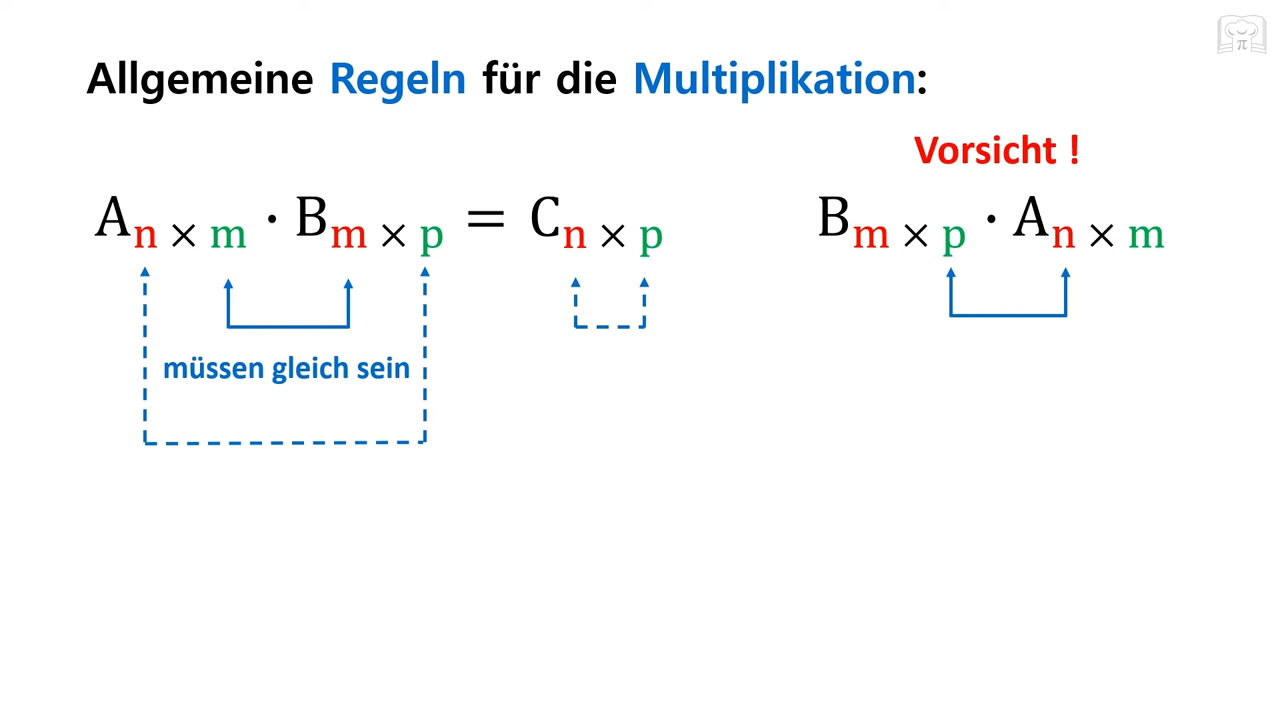 Allgemeine Regeln für die Multiplikation:
Vorsicht !
A n × m · B m × p = C n × p
B m × p · A n × m
müssen gleich sein
π